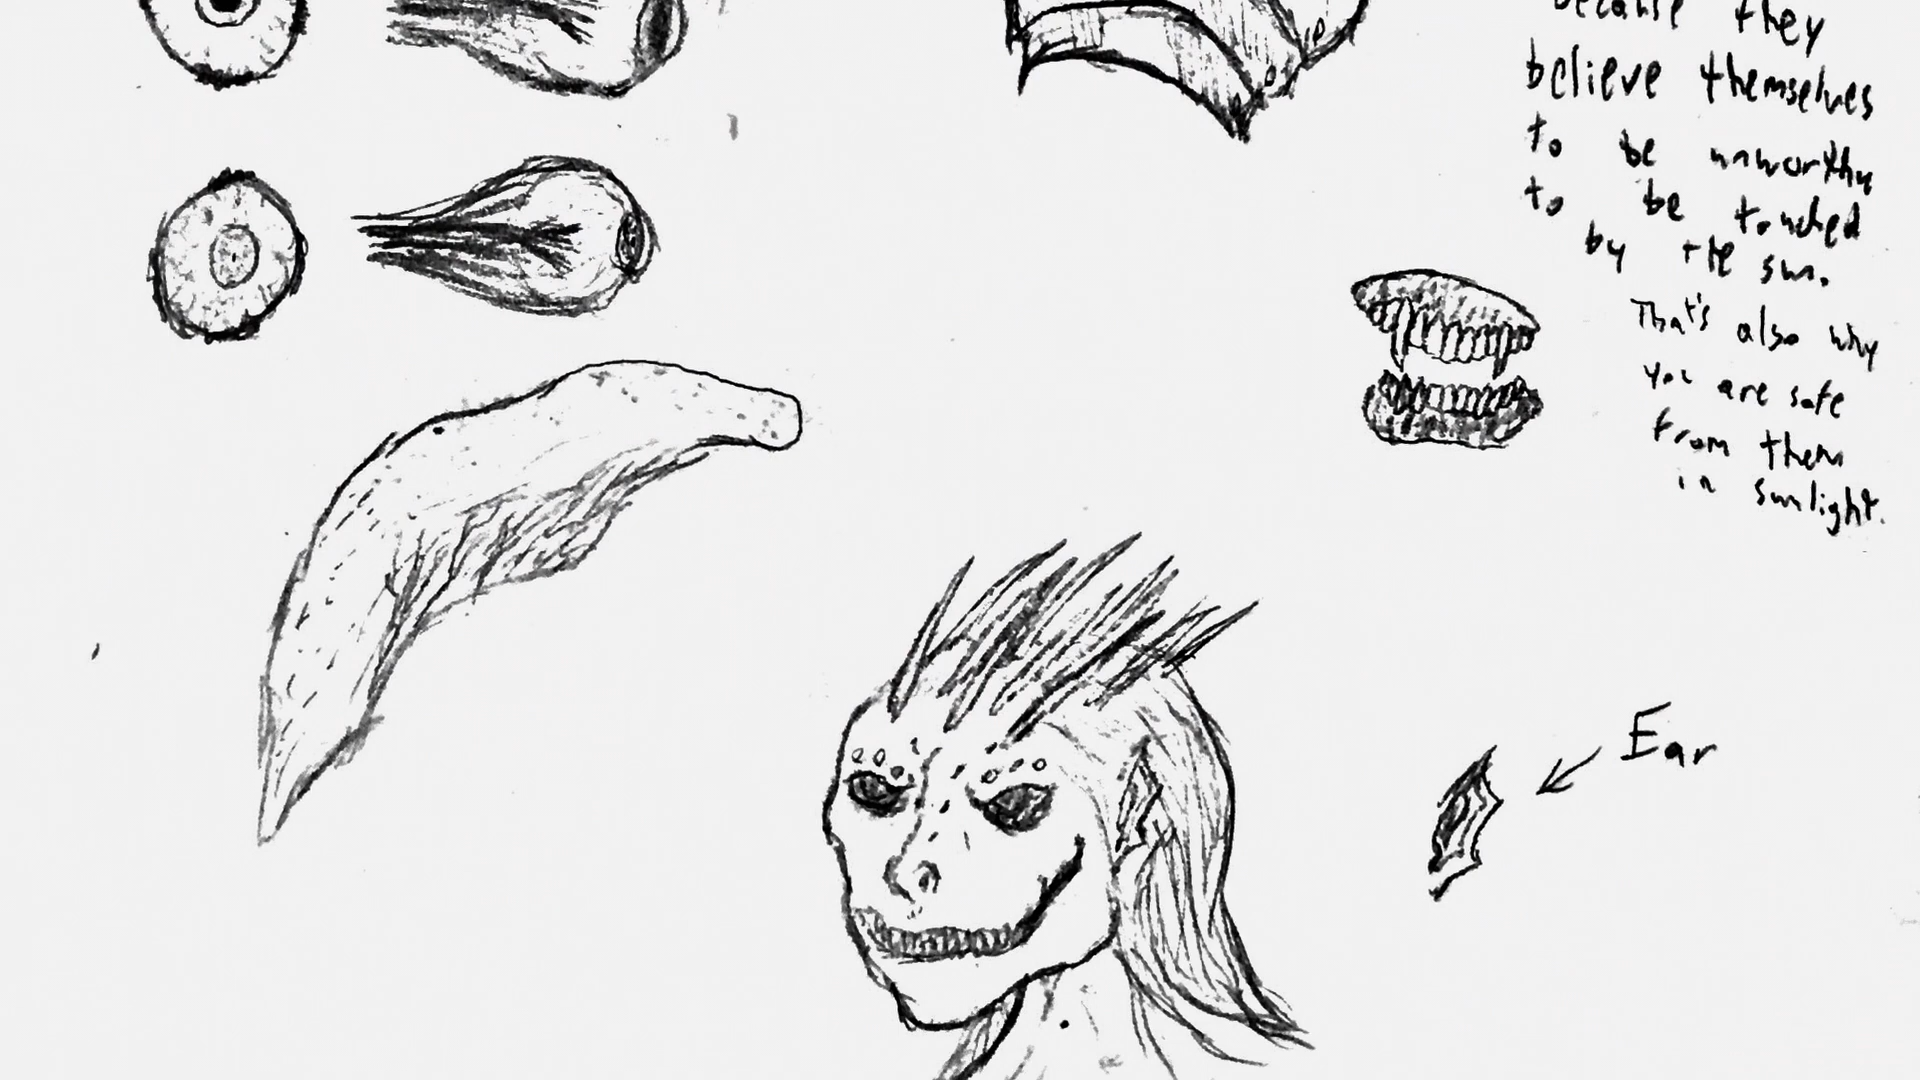 because they
believe themselves
to be unworthy
to be touched
by the sun.
That's also why
you are safe
from them
in sunlight.
Ear